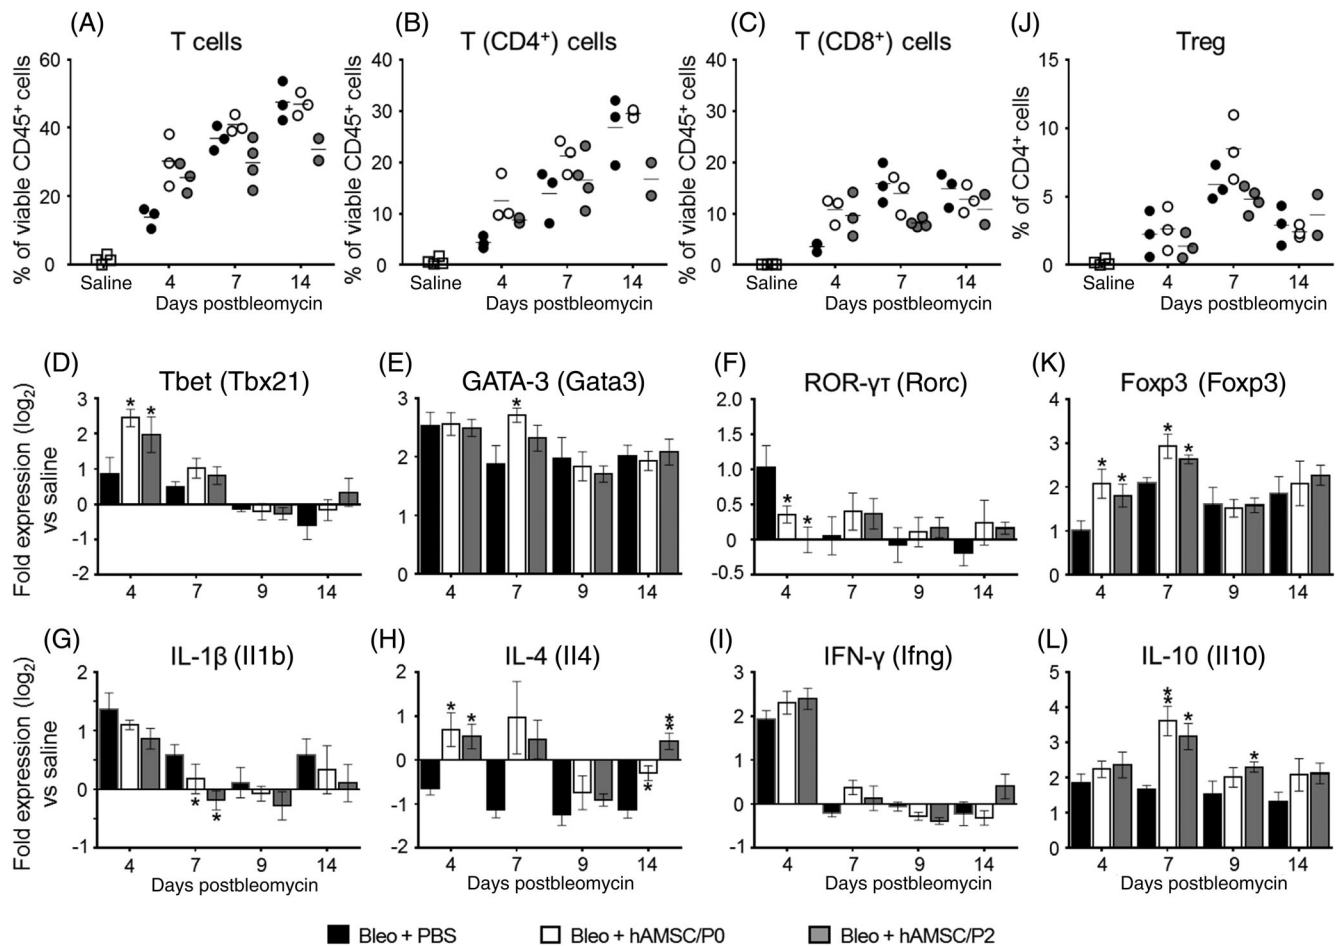 (A)
T cells
% of viable CD45⁺ cells
60
40
20
0
Saline
4
7
14
Days postbleomycin
(B)
T (CD4⁺) cells
% of viable CD45⁺ cells
40
30
20
10
0
Saline
4
7
14
Days postbleomycin
(C)
T (CD8⁺) cells
% of viable CD45⁺ cells
40
30
20
10
0
Saline
4
7
14
Days postbleomycin
(J)
Treg
% of CD4⁺ cells
15
10
5
0
Saline
4
7
14
Days postbleomycin
(D)
Tbet (Tbx21)
Fold expression (log₂)
vs saline
3
2
1
0
-1
-2
* *
4
7
9
14
(E)
GATA-3 (Gata3)
3
2
1
0
*
4
7
9
14
(F)
ROR-γτ (Rorc)
2.0
1.5
1.0
0.5
0
-0.5
* *
4
7
9
14
(K)
Foxp3 (Foxp3)
4
3
2
1
0
* * * *
4
7
9
14
(G)
IL-1β (Il1b)
Fold expression (log₂)
vs saline
2
1
0
-1
* *
4
7
9
14
Days postbleomycin
(H)
IL-4 (Il4)
2
1
0
-1
-2
* * * **
4
7
9
14
Days postbleomycin
(I)
IFN-γ (Ifng)
3
2
1
0
-1
4
7
9
14
Days postbleomycin
(L)
IL-10 (Il10)
5
4
3
2
1
0
** * *
4
7
9
14
Days postbleomycin
Bleo + PBS
Bleo + hAMSC/P0
Bleo + hAMSC/P2